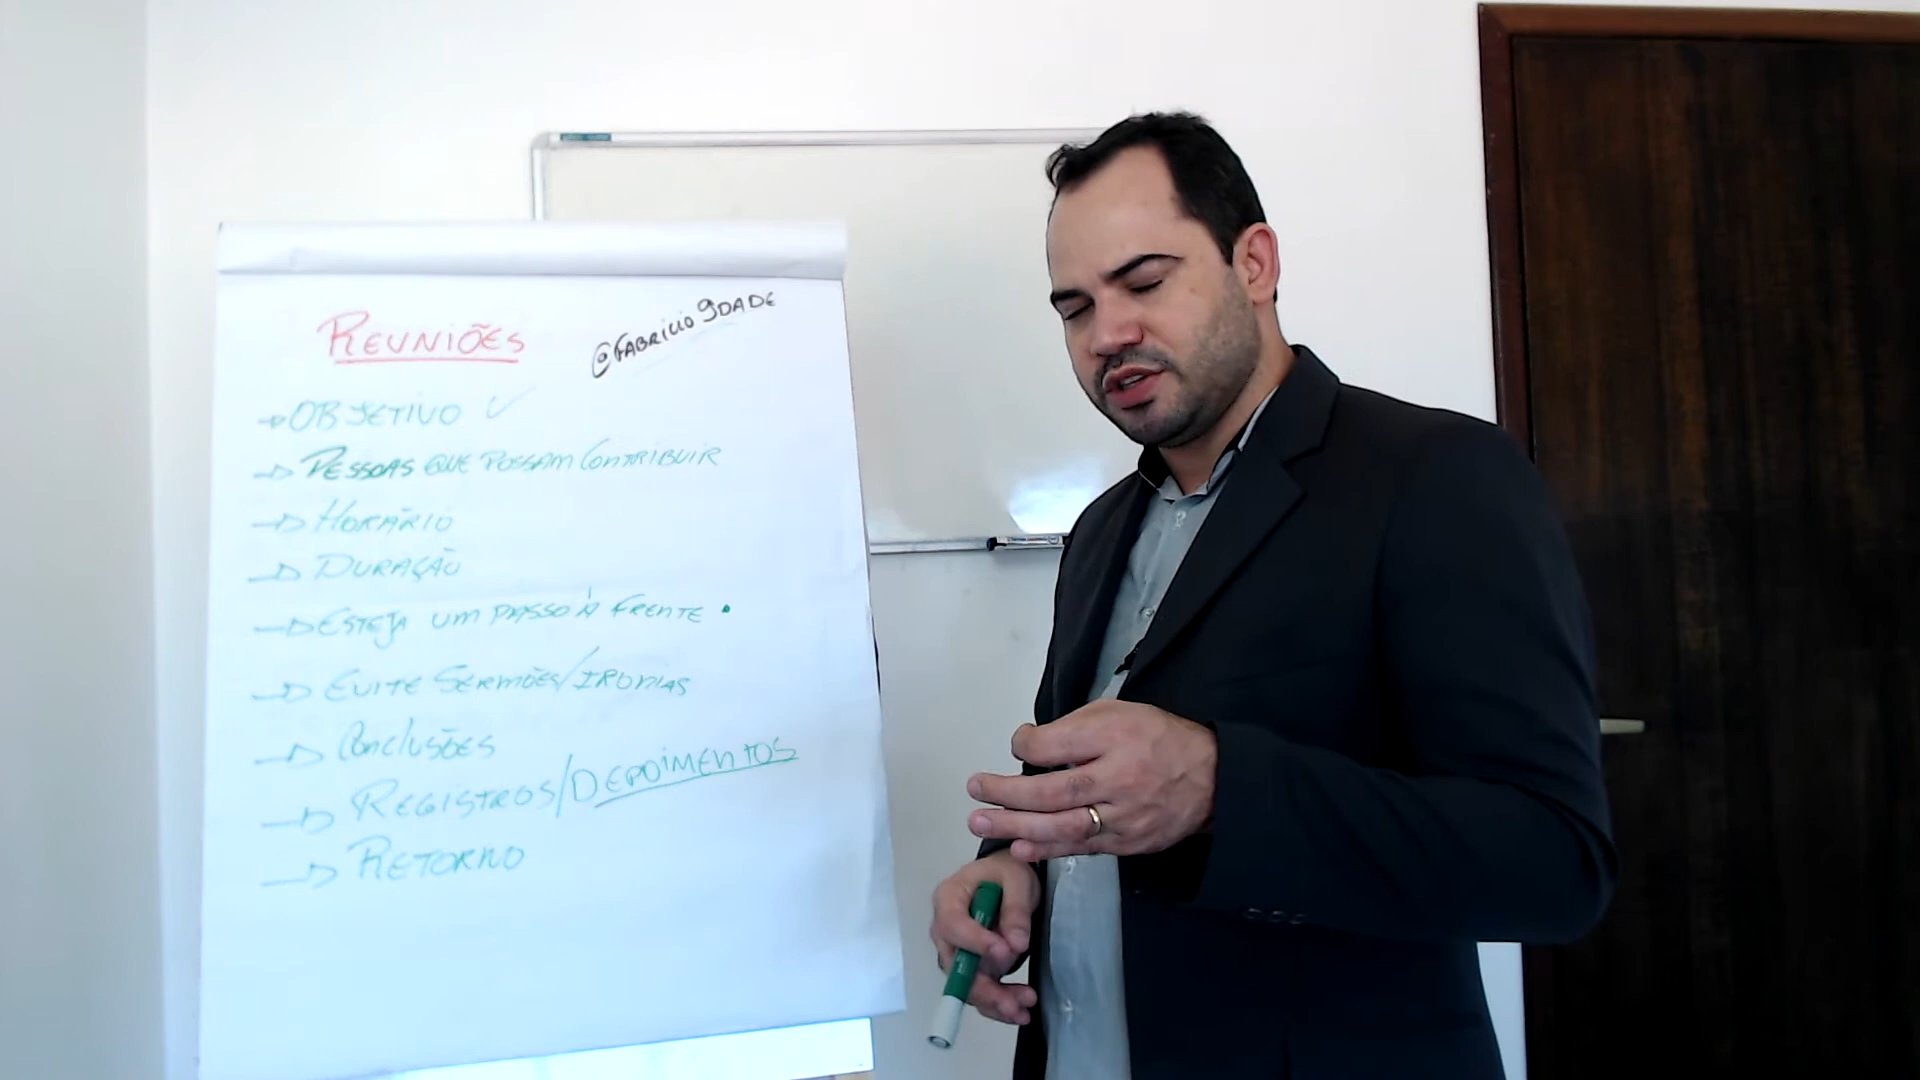 REUNIÕES
@FABRICIO9DADE
OBJETIVO
PESSOAS QUE POSSAM CONTRIBUIR
HORÁRIO
DURAÇÃO
ESTEJA UM PASSO À FRENTE
EVITE SERMÕES/IRONIAS
CONCLUSÕES
REGISTROS/DEPOIMENTOS
RETORNO